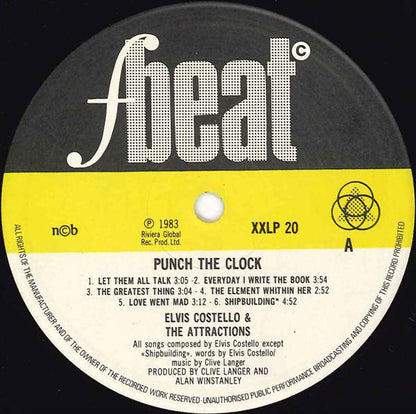 fbeat©
n©b
℗ 1983
Riviera Global
Rec. Prod. Ltd.
XXLP 20
A
PUNCH THE CLOCK
1. LET THEM ALL TALK 3:05 -2. EVERYDAY I WRITE THE BOOK 3:54
3. THE GREATEST THING 3:04 - 4. THE ELEMENT WHITHIN HER 2:52
5. LOVE WENT MAD 3:12 - 6. SHIPBUILDING* 4:52
ELVIS COSTELLO &
THE ATTRACTIONS
All songs composed by Elvis Costello except
«Shipbuilding», words by Elvis Costello/
music by Clive Langer
PRODUCED BY CLIVE LANGER AND
ALAN WINSTANLEY
ALL RIGHTS OF THE MANUFACTURER AND OF THE OWNER OF THE RECORDED WORK RESERVED-UNAUTHORISED PUBLIC PERFORMANCE BROADCASTING AND COPYING OF THIS RECORD PROHIBITED